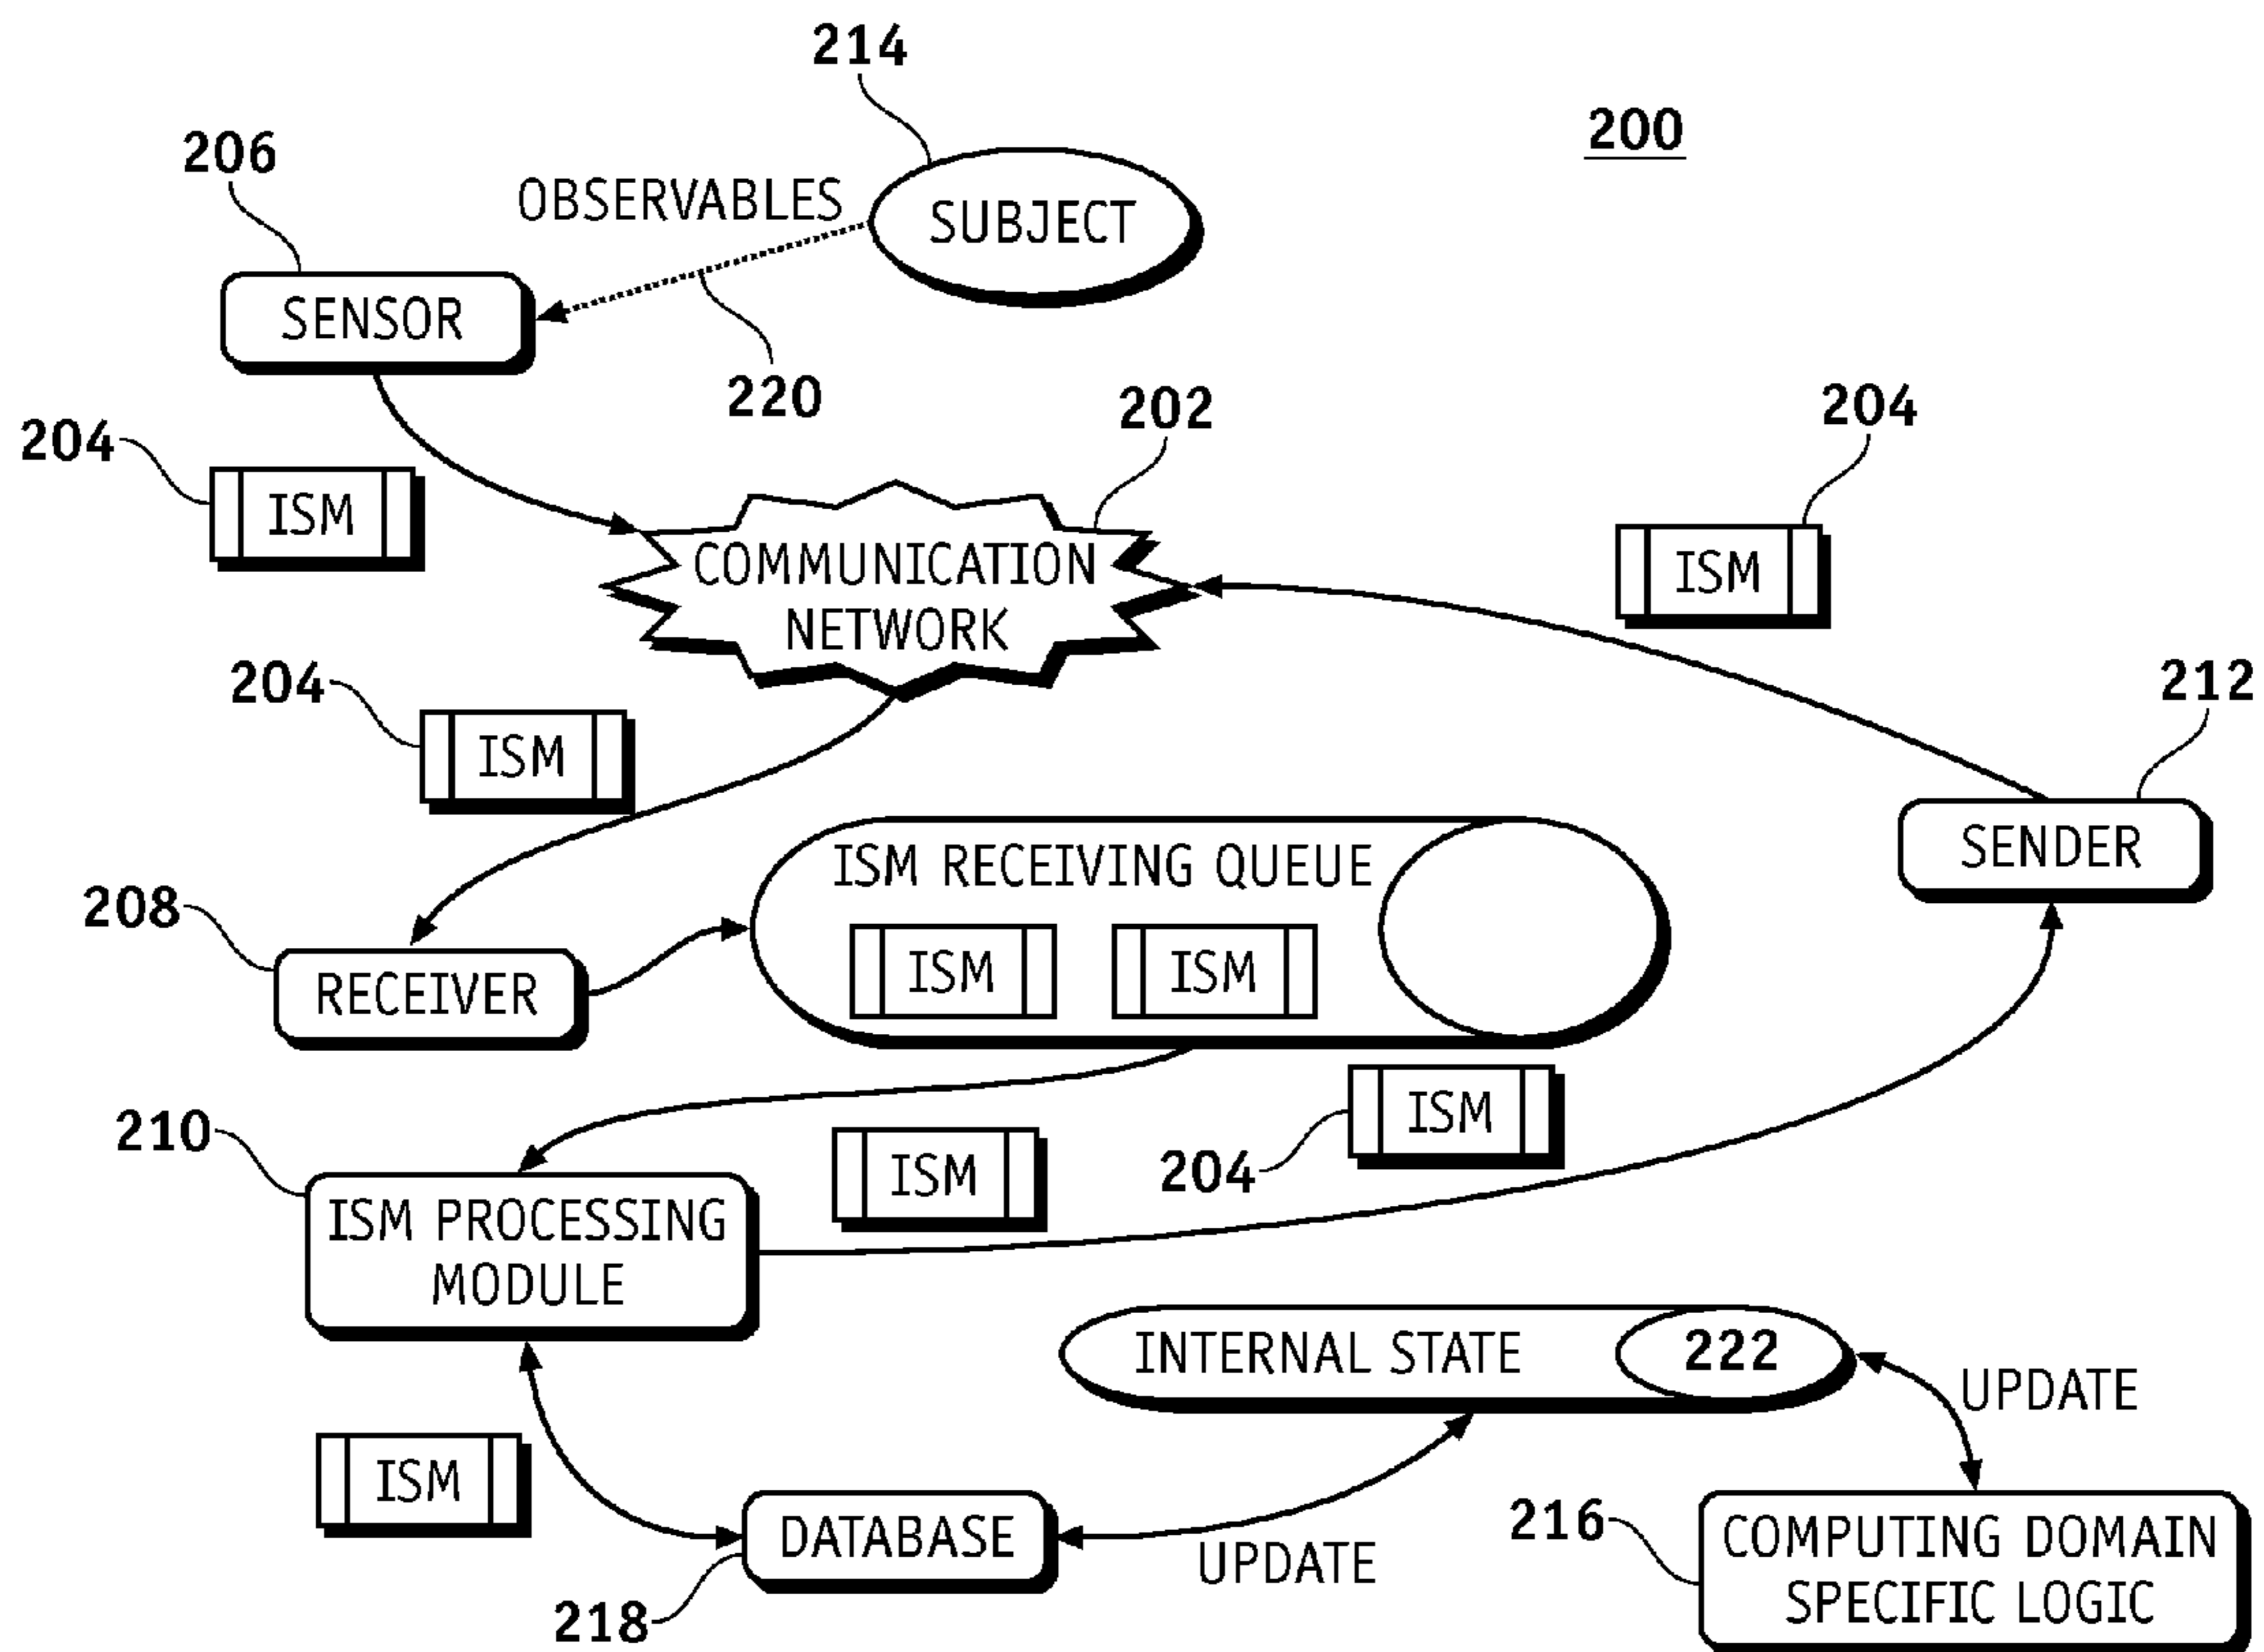 214
200
206
OBSERVABLES
SUBJECT
SENSOR
220
202
204
204
ISM
ISM
COMMUNICATION
NETWORK
204
212
ISM
SENDER
ISM RECEIVING QUEUE
208
ISM
ISM
RECEIVER
210
ISM
204
ISM
ISM PROCESSING
MODULE
INTERNAL STATE
222
UPDATE
ISM
216
DATABASE
UPDATE
COMPUTING DOMAIN
SPECIFIC LOGIC
218